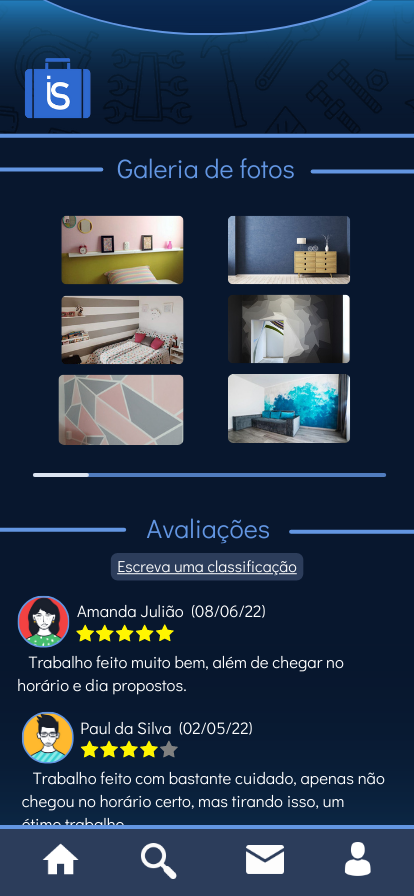 iS
Galeria de fotos
Avaliações
Escreva uma classificação
Amanda Julião (08/06/22)
Trabalho feito muito bem, além de chegar no
horário e dia propostos.
Paul da Silva (02/05/22)
Trabalho feito com bastante cuidado, apenas não
chegou no horário certo, mas tirando isso, um
ótimo trabalho